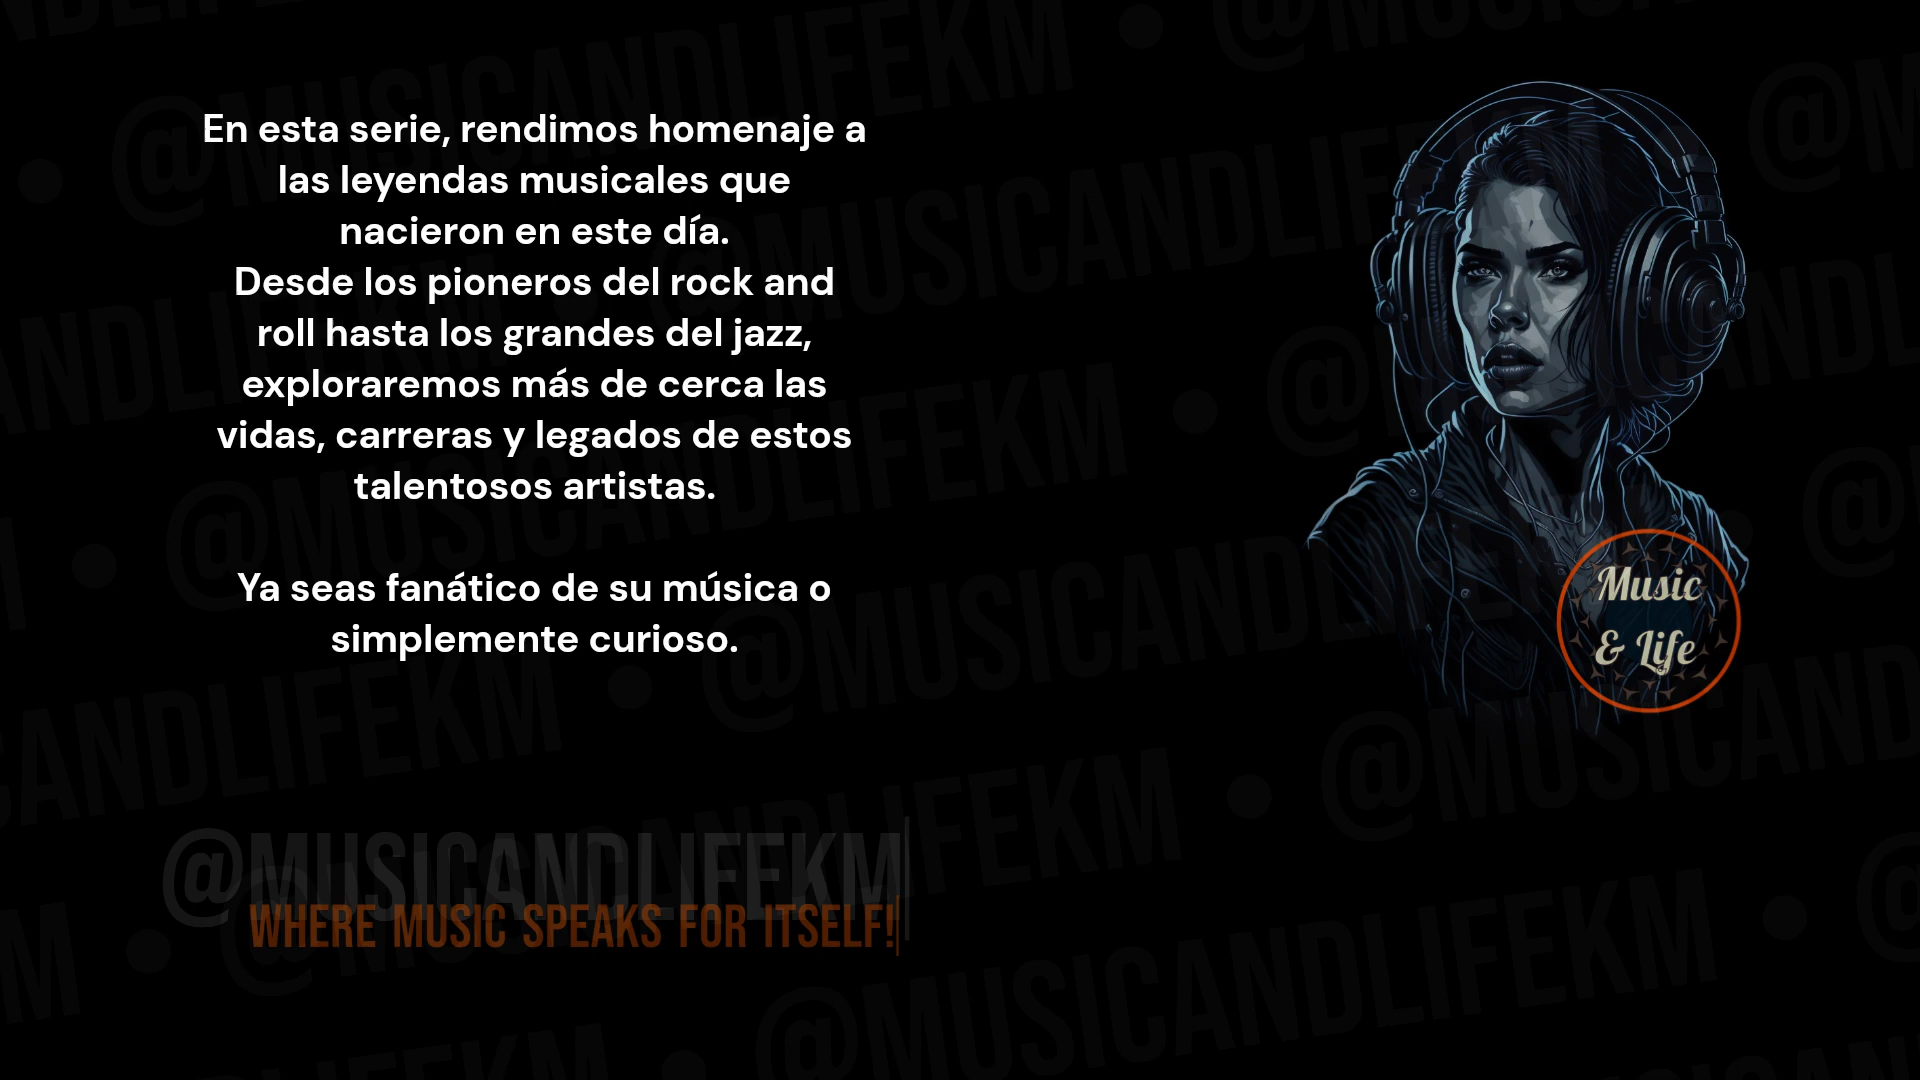 En esta serie, rendimos homenaje a
las leyendas musicales que
nacieron en este día.
Desde los pioneros del rock and
roll hasta los grandes del jazz,
exploraremos más de cerca las
vidas, carreras y legados de estos
talentosos artistas.
Ya seas fanático de su música o
simplemente curioso.
Music
& Life
@MUSICANDLIFEKM
WHERE MUSIC SPEAKS FOR ITSELF!